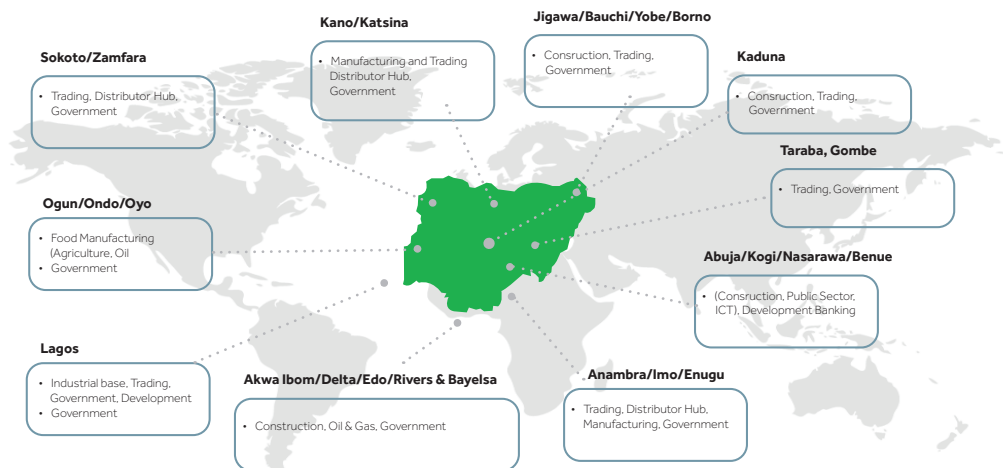 Jigawa/Bauchi/Yobe/Borno
• Consruction, Trading,
Government
Kano/Katsina
• Manufacturing and Trading
Distributor Hub,
Government
Sokoto/Zamfara
• Trading, Distributor Hub,
Government
Kaduna
• Consruction, Trading,
Government
Taraba, Gombe
• Trading, Government
Ogun/Ondo/Oyo
• Food Manufacturing
(Agriculture, Oil
• Government
Abuja/Kogi/Nasarawa/Benue
• (Consruction, Public Sector,
ICT), Development Banking
Lagos
• Industrial base, Trading,
Government, Development
• Government
Akwa Ibom/Delta/Edo/Rivers & Bayelsa
• Construction, Oil & Gas, Government
Anambra/Imo/Enugu
• Trading, Distributor Hub,
Manufacturing, Government